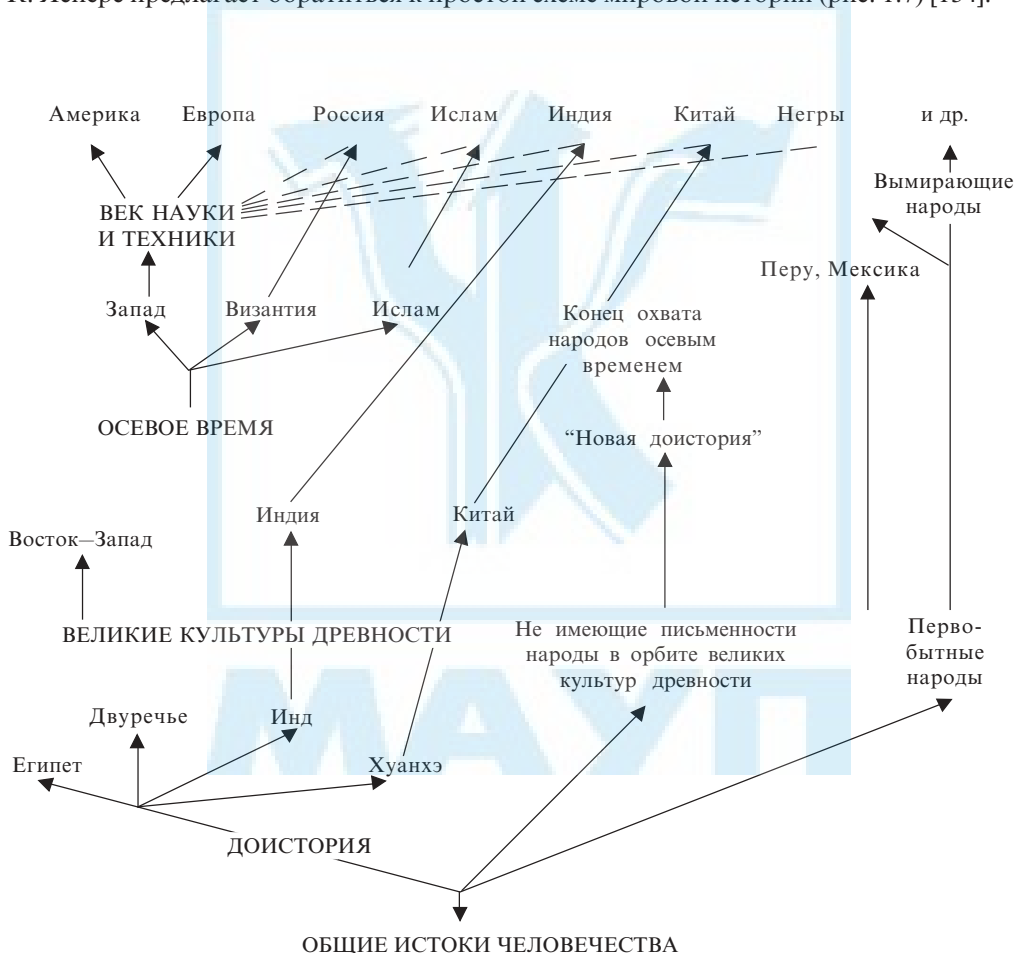 К. Ясперс предлагает обратиться к простой схеме мировой истории (рис. 1.7) [154].
Америка Европа Россия Ислам Индия Китай Негры и др.
ВЕК НАУКИ
И ТЕХНИКИ
Вымирающие
народы
Перу, Мексика
Запад Византия Ислам
Конец охвата
народов осевым
временем
ОСЕВОЕ ВРЕМЯ
“Новая доистория”
Индия Китай
Восток—Запад
ВЕЛИКИЕ КУЛЬТУРЫ ДРЕВНОСТИ
Не имеющие письменности
народы в орбите великих
культур древности
Перво-
бытные
народы
Двуречье Инд
Египет Хуанхэ
ДОИСТОРИЯ
ОБЩИЕ ИСТОКИ ЧЕЛОВЕЧЕСТВА
МАУП